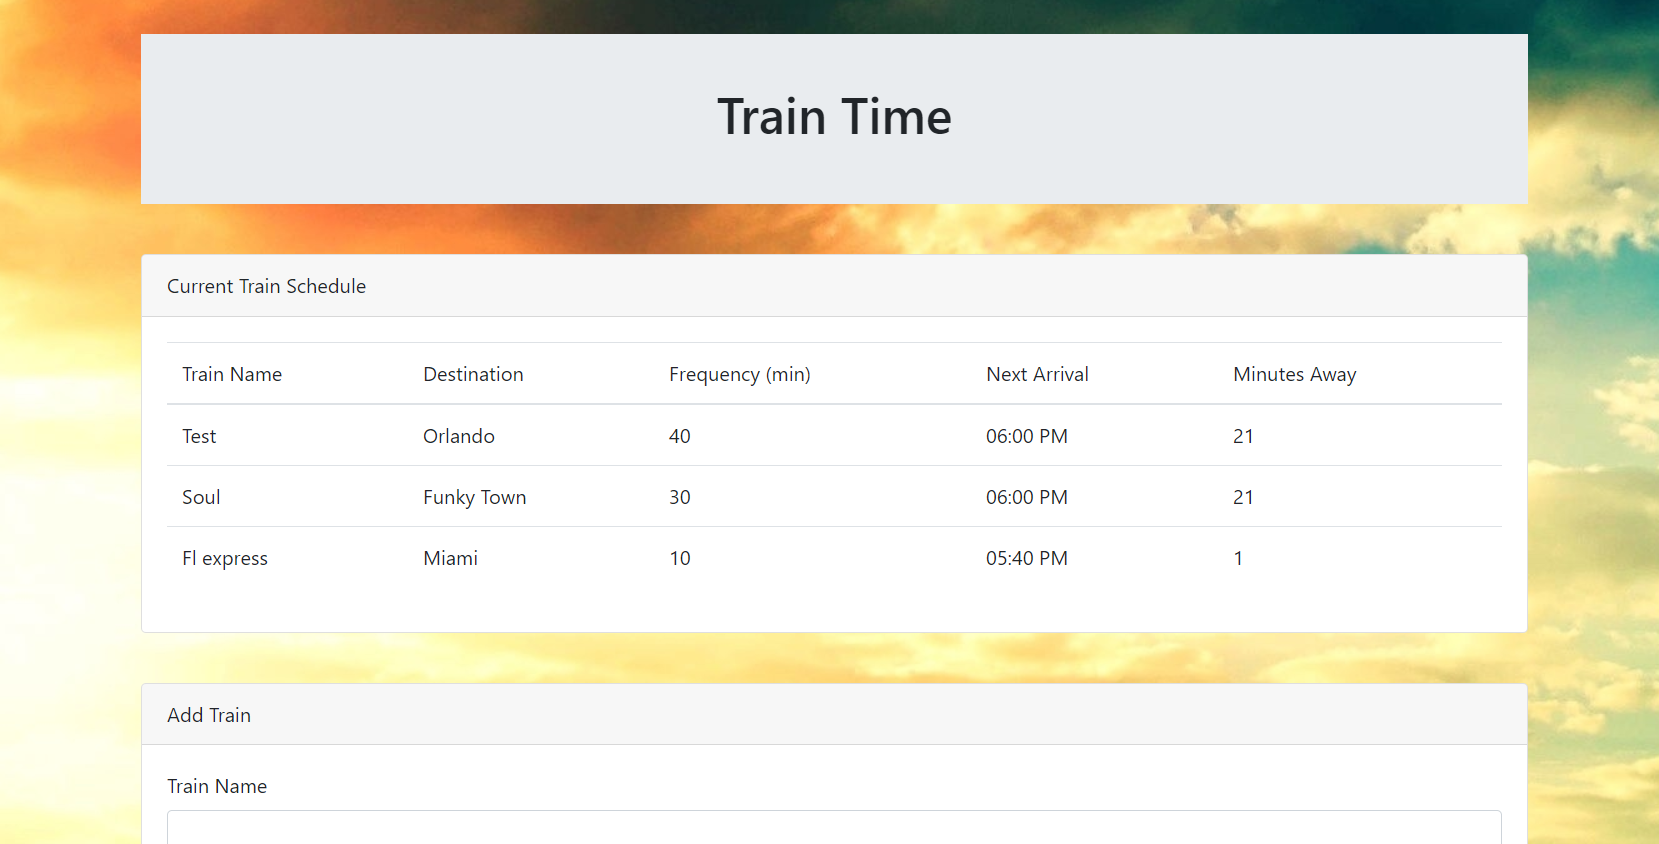 Train Time
Current Train Schedule
Train Name Destination Frequency (min) Next Arrival Minutes Away
Test Orlando 40 06:00 PM 21
Soul Funky Town 30 06:00 PM 21
Fl express Miami 10 05:40 PM 1
Add Train
Train Name